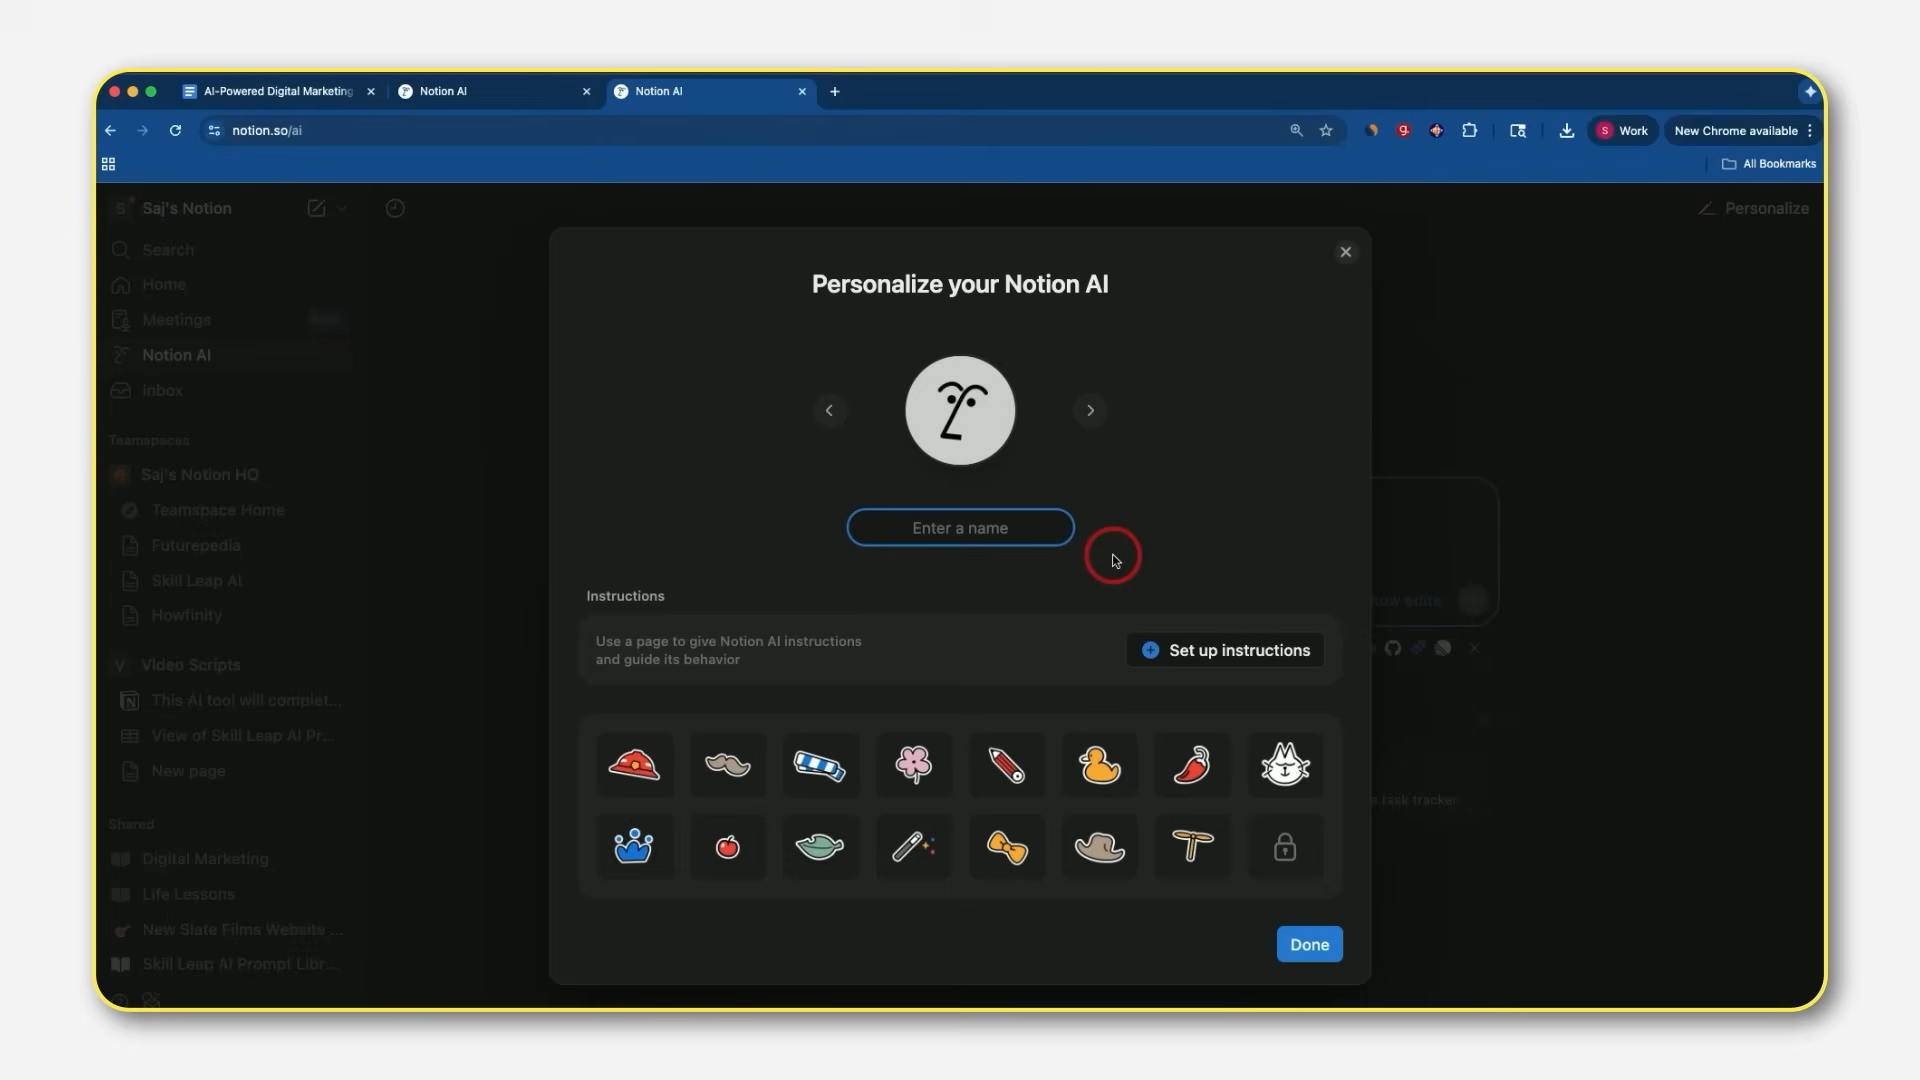 AI-Powered Digital Marketing
Notion AI
Notion AI
notion.so/ai
S
Work
New Chrome available
All Bookmarks
S
Saj's Notion
Personalize
Search
Home
Meetings
Notion AI
Inbox
Teamspaces
Saj's Notion HQ
Teamspace Home
Futurepedia
Skill Leap AI
Howfinity
V
Video Scripts
This AI tool will complet...
View of Skill Leap AI Pr...
New page
Shared
Digital Marketing
Life Lessons
New Slate Films Website ...
Skill Leap AI Prompt Libr...
Personalize your Notion AI
Enter a name
Instructions
Use a page to give Notion AI instructions
and guide its behavior
Set up instructions
Done
edits
a task tracker